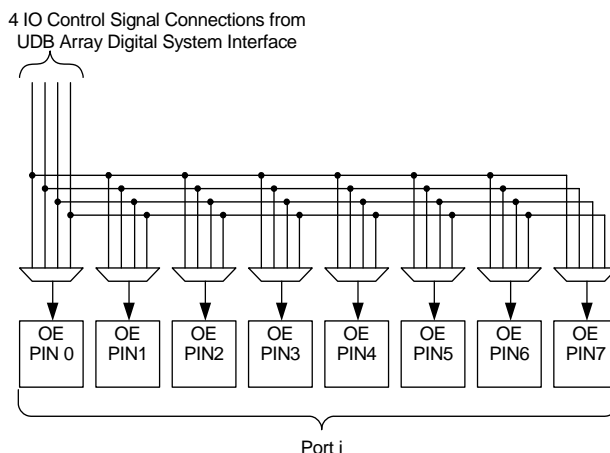 4 IO Control Signal Connections from
UDB Array Digital System Interface
OE
PIN 0
OE
PIN1
OE
PIN2
OE
PIN3
OE
PIN4
OE
PIN5
OE
PIN6
OE
PIN7
Port i